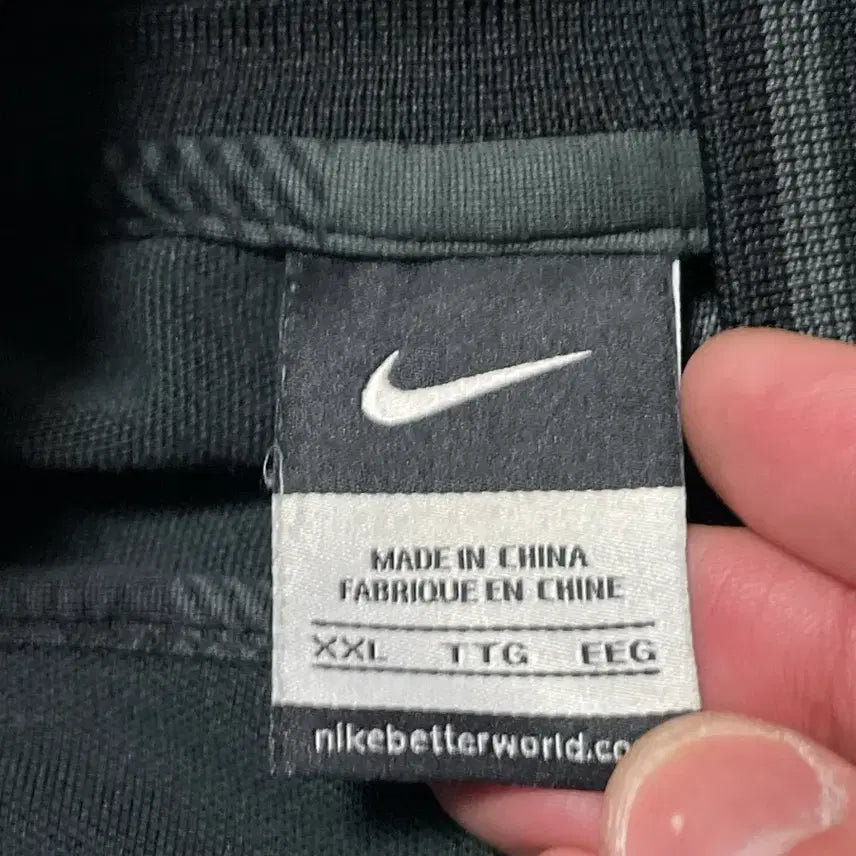 MADE IN CHINA
FABRIQUE EN CHINE
XXL TTG EEG
nikebetterworld.co